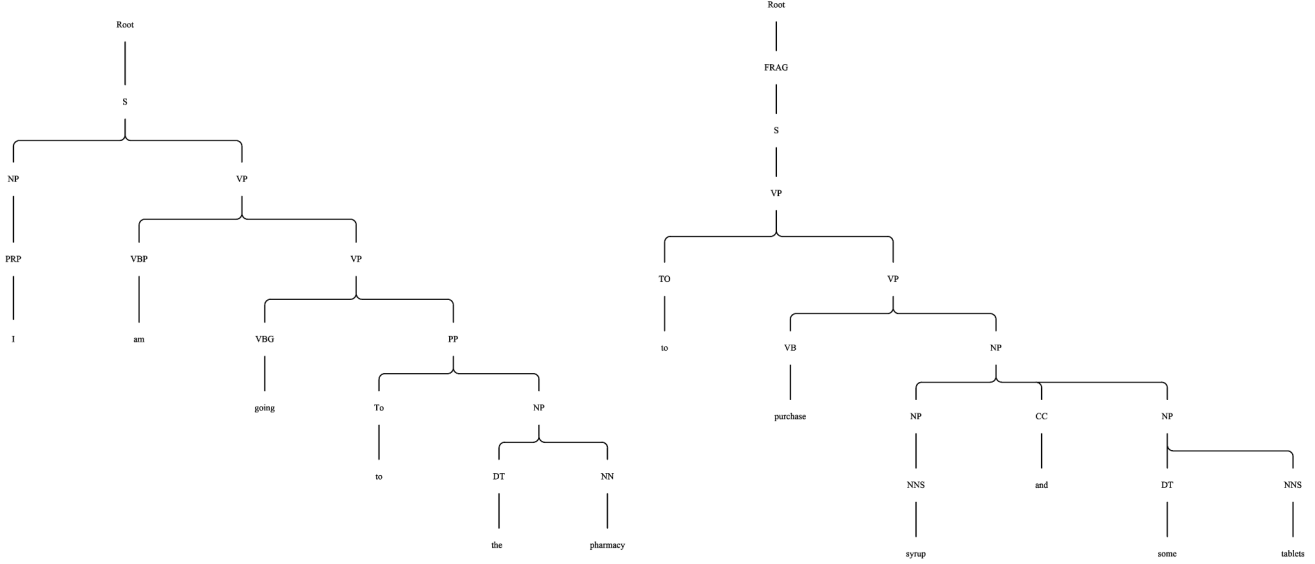 Root
S
NP VP
PRP VBP VP
I am VBG PP
going To NP
to DT NN
the pharmacy
Root
FRAG
S
VP
TO VP
to VB NP
purchase NP CC NP
NNS and DT NNS
syrup some tablets